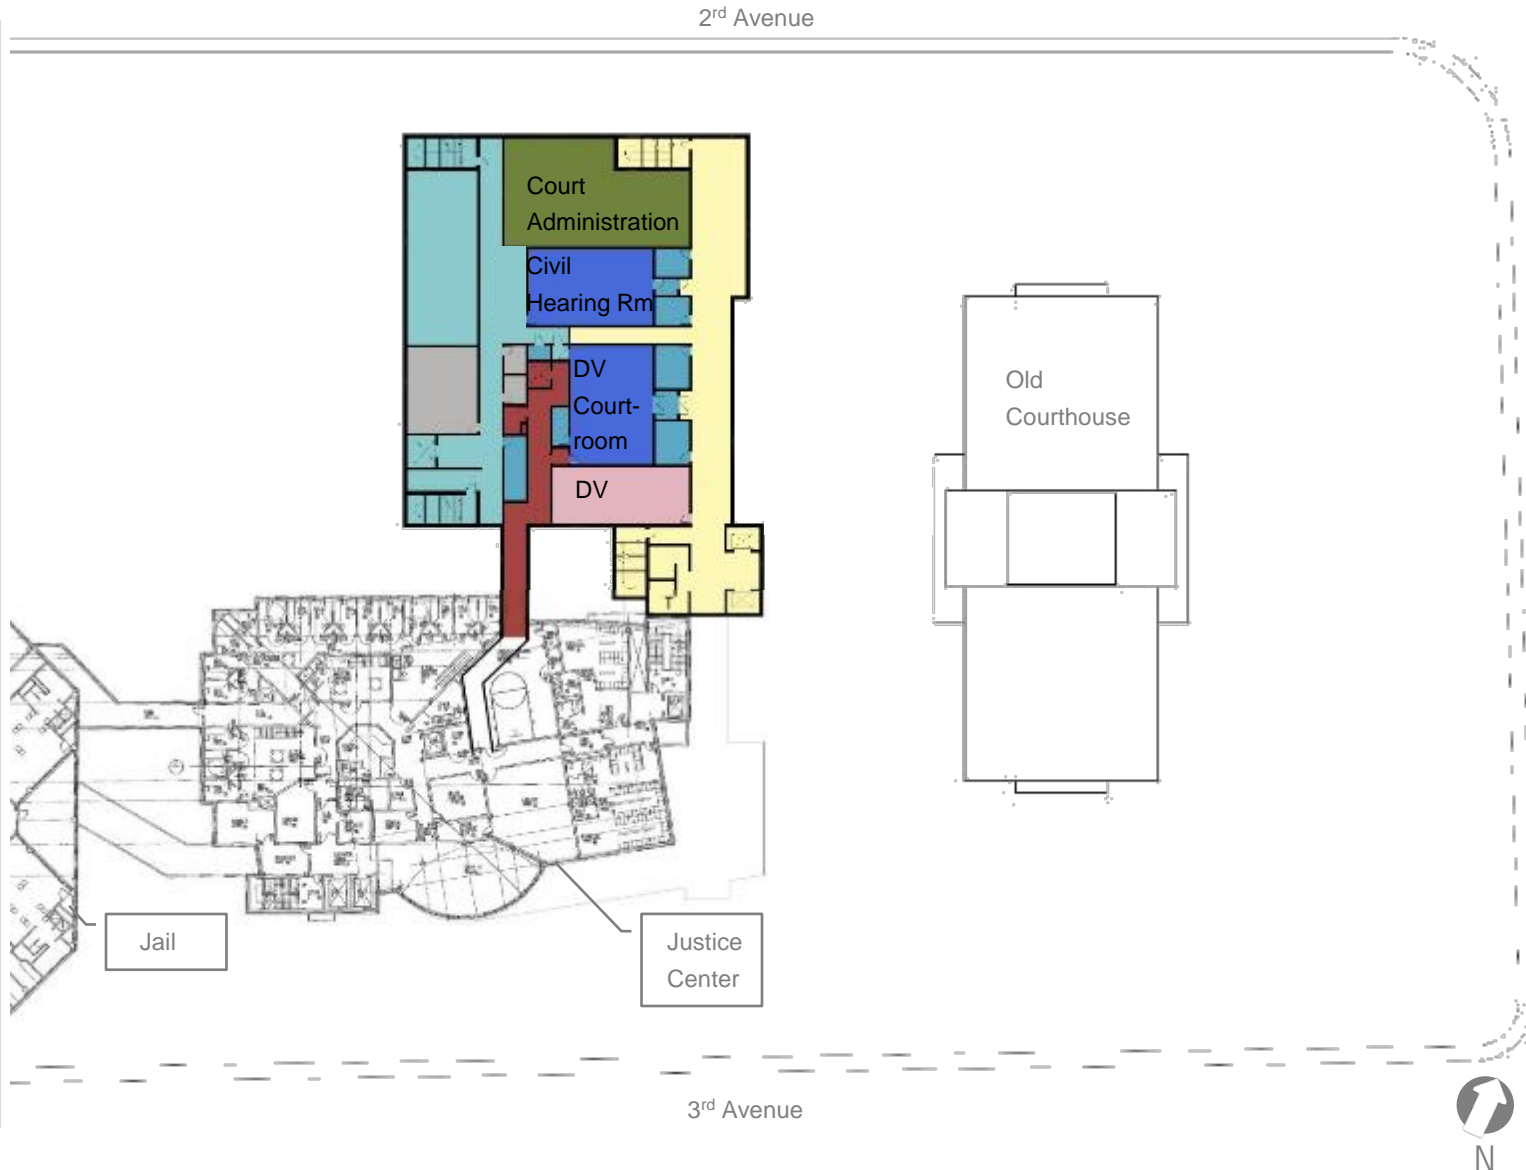 2rd Avenue
Court
Administration
Civil
Hearing Rm
DV
Court-
room
DV
Old
Courthouse
Jail
Justice
Center
3rd Avenue
N